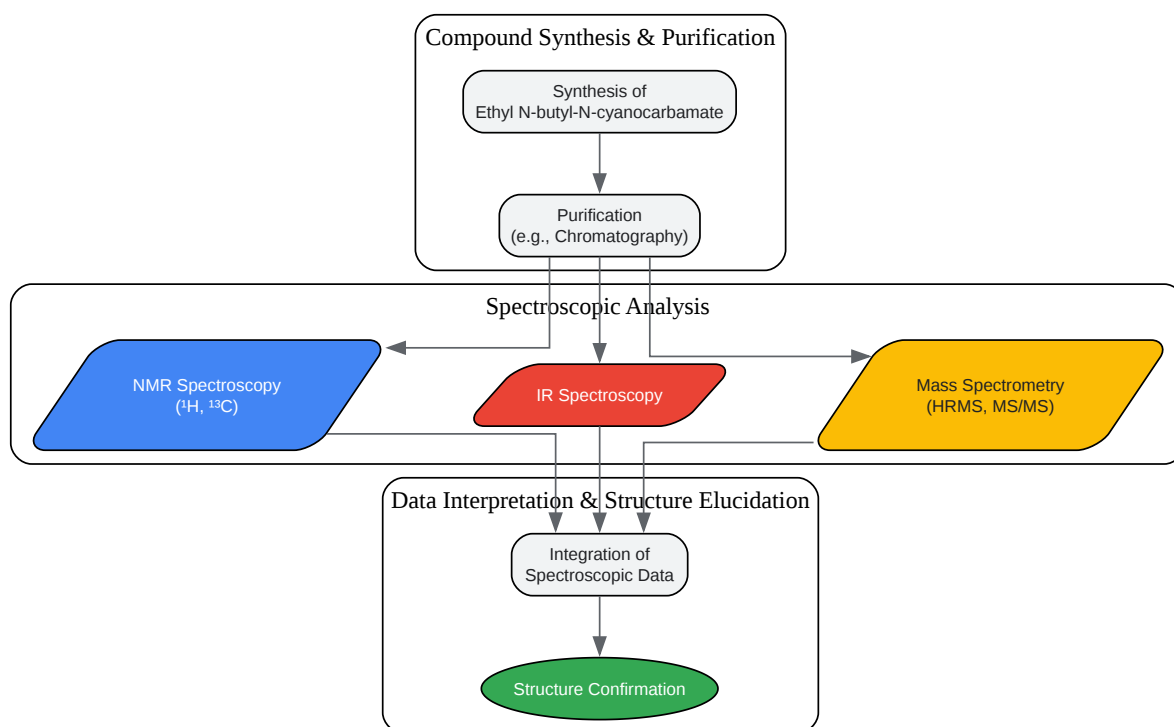 Compound Synthesis & Purification
Synthesis of
Ethyl N-butyl-N-cyanocarbamate
Purification
(e.g., Chromatography)
Spectroscopic Analysis
NMR Spectroscopy
(¹H, ¹³C)
IR Spectroscopy
Mass Spectrometry
(HRMS, MS/MS)
Data Interpretation & Structure Elucidation
Integration of
Spectroscopic Data
Structure Confirmation